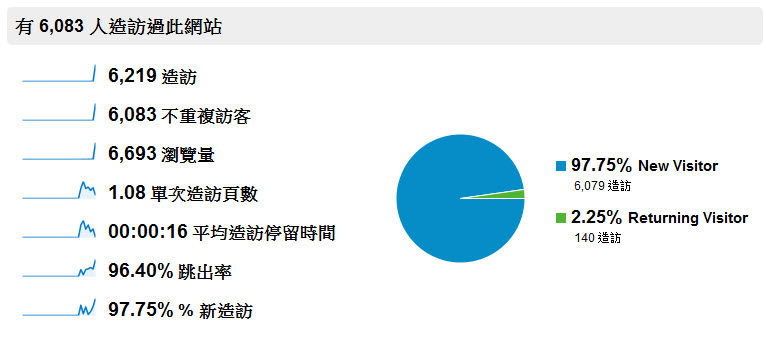 有 6,083 人造訪過此網站
6,219 造訪
6,083 不重複訪客
6,693 瀏覽量
1.08 單次造訪頁數
00:00:16 平均造訪停留時間
96.40% 跳出率
97.75% % 新造訪
97.75% New Visitor
6,079 造訪
2.25% Returning Visitor
140 造訪